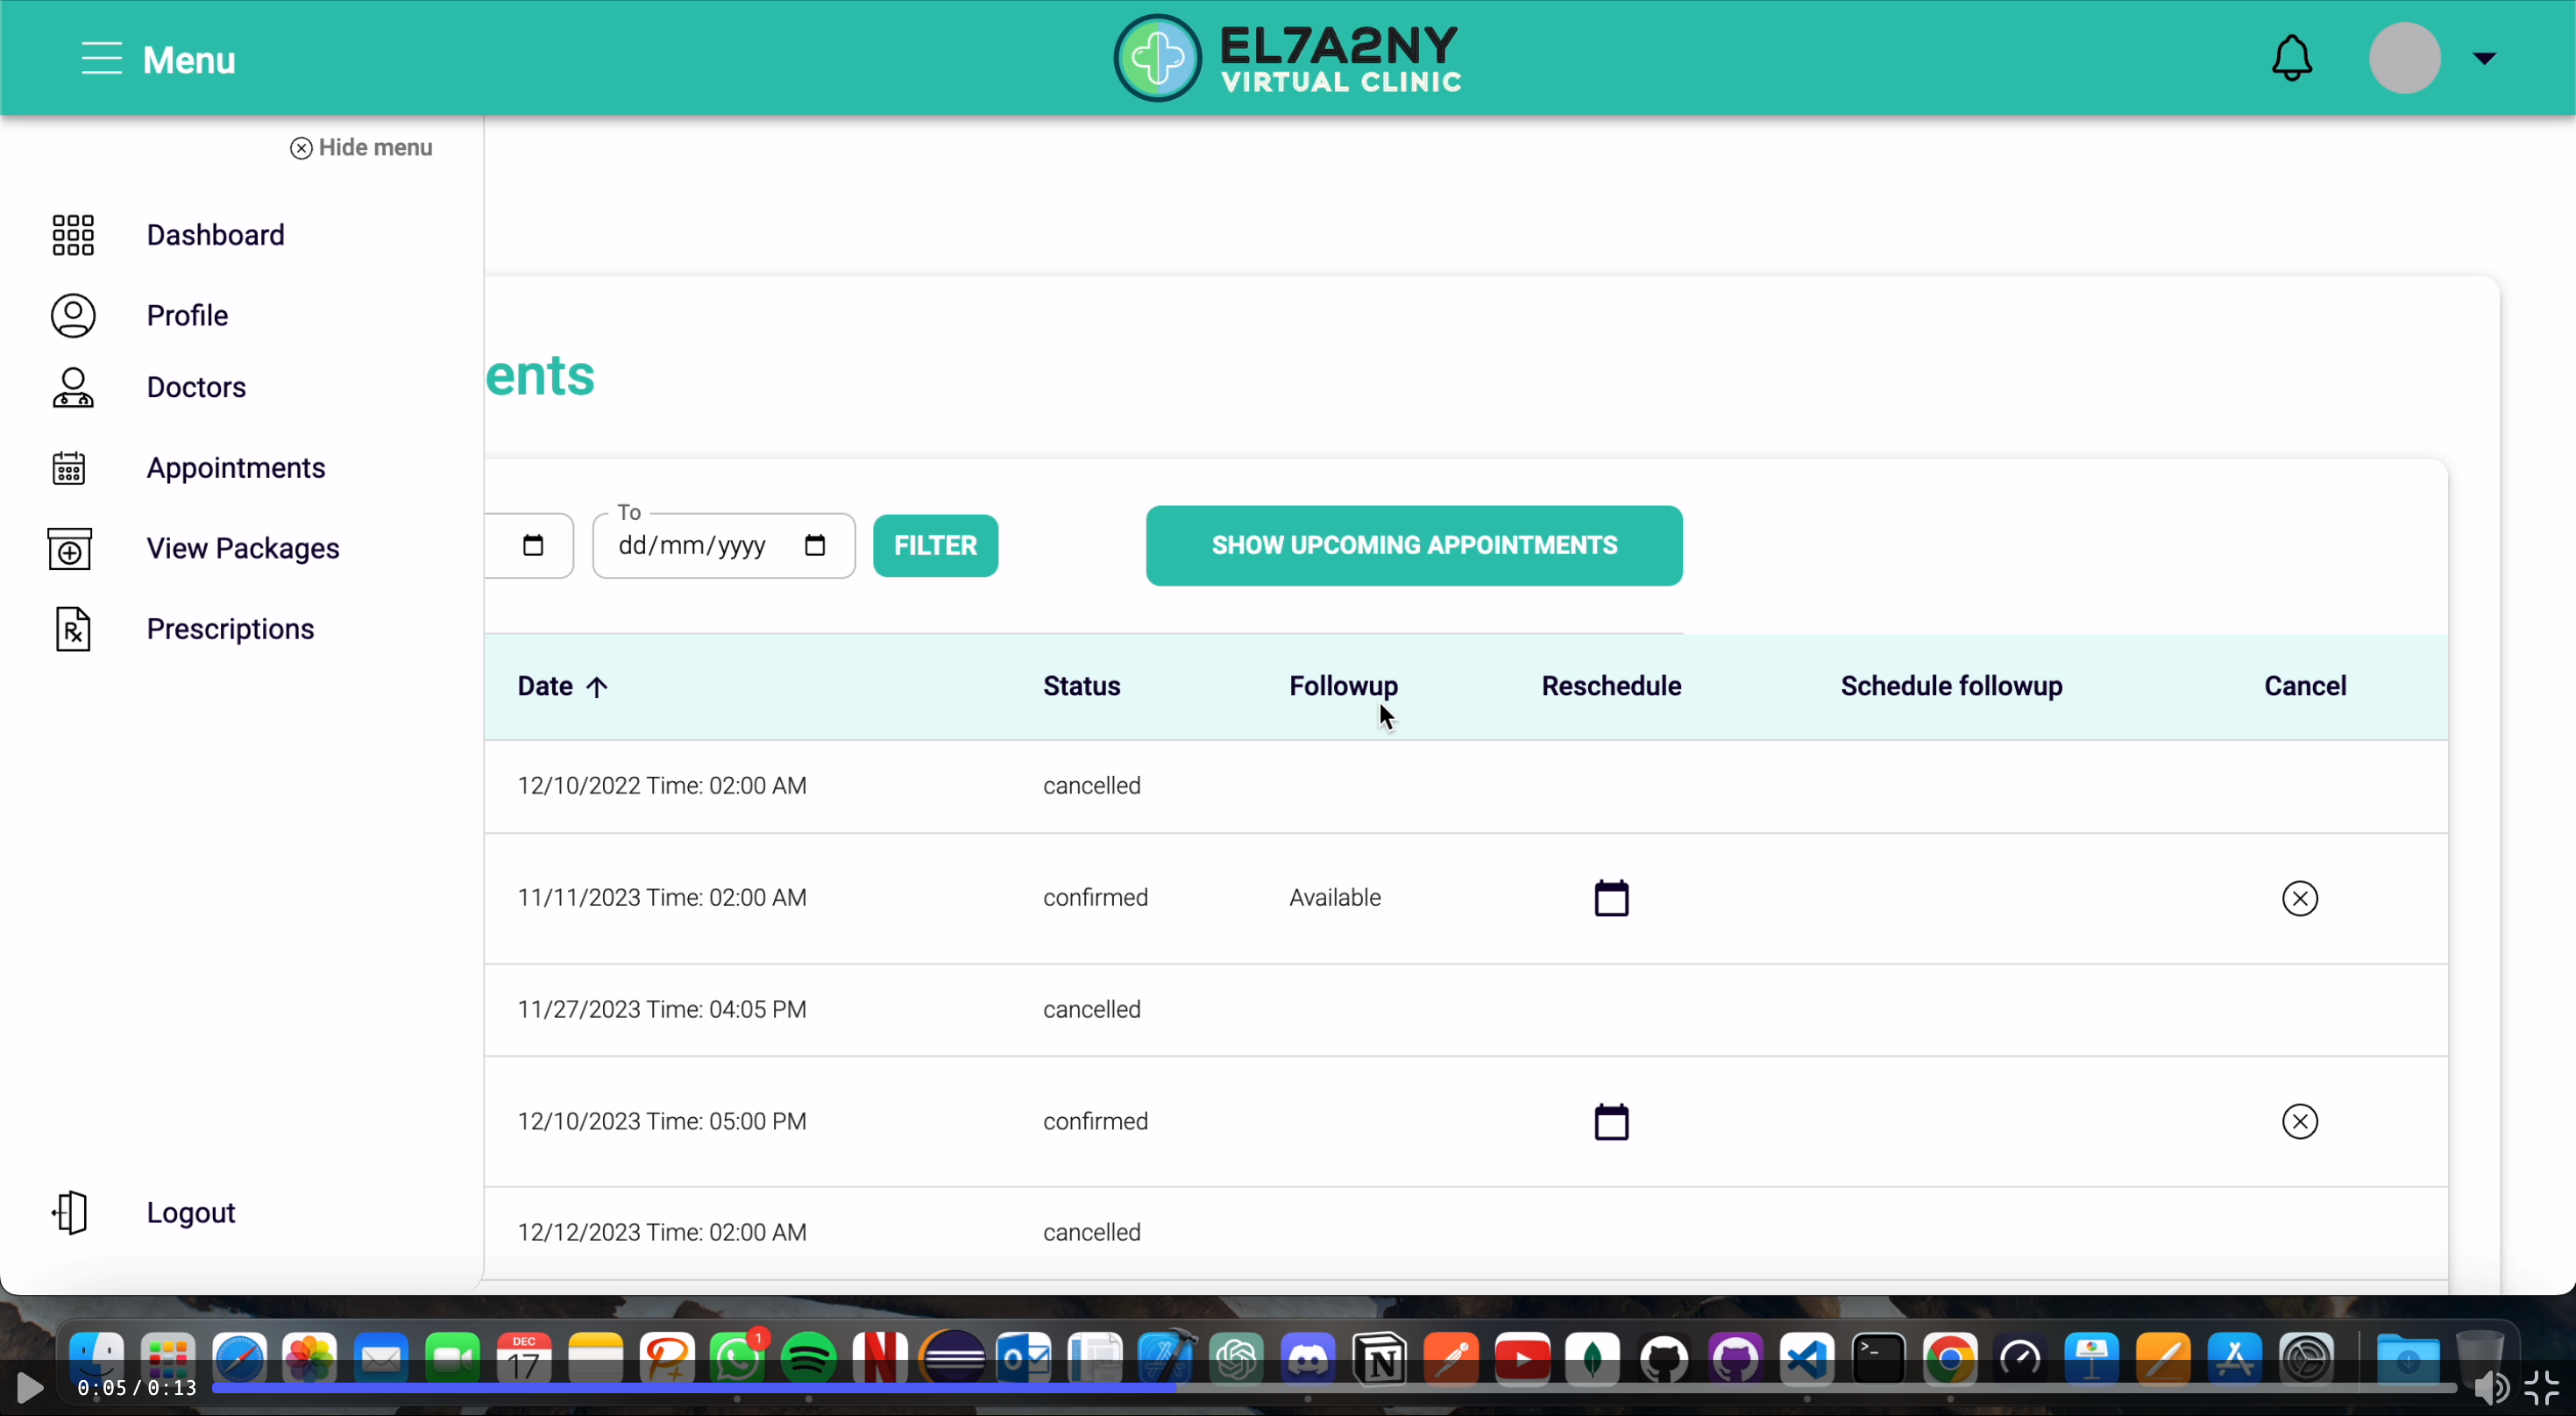 Menu
EL7A2NY
VIRTUAL CLINIC
Hide menu
Dashboard
Profile
Doctors
Appointments
View Packages
Prescriptions
Logout
ents
To
dd/mm/yyyy
FILTER
SHOW UPCOMING APPOINTMENTS
Date Status Followup Reschedule Schedule followup Cancel
12/10/2022 Time: 02:00 AM cancelled
11/11/2023 Time: 02:00 AM confirmed Available
11/27/2023 Time: 04:05 PM cancelled
12/10/2023 Time: 05:00 PM confirmed
12/12/2023 Time: 02:00 AM cancelled
DEC
17
1
0:05/0:13